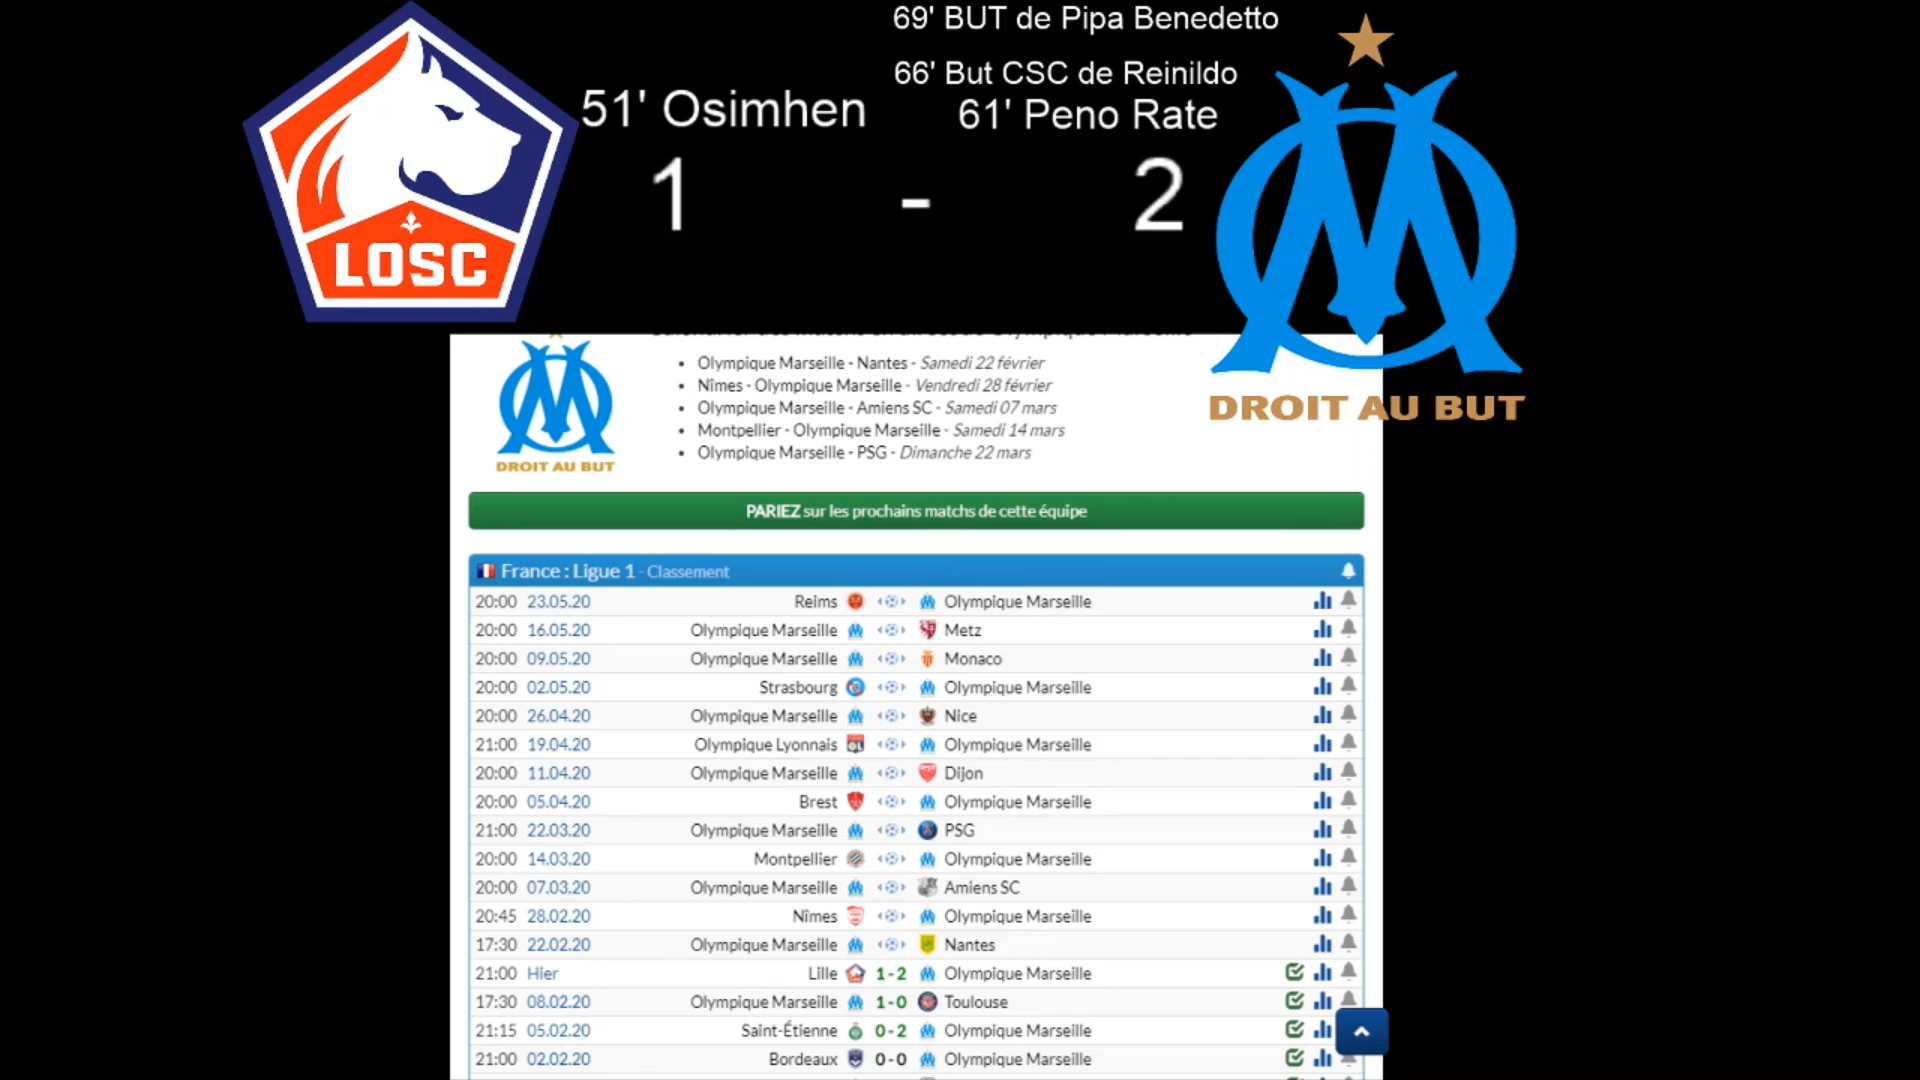 69' BUT de Pipa Benedetto
66' But CSC de Reinildo
51' Osimhen
61' Peno Rate
1 - 2
LOSC
DROIT AU BUT
Olympique Marseille - Nantes - Samedi 22 février
Nîmes - Olympique Marseille - Vendredi 28 février
Olympique Marseille - Amiens SC - Samedi 07 mars
Montpellier - Olympique Marseille - Samedi 14 mars
Olympique Marseille - PSG - Dimanche 22 mars
DROIT AU BUT
PARIEZ sur les prochains matchs de cette équipe
France : Ligue 1 - Classement
20:00 23.05.20 Reims Olympique Marseille
20:00 16.05.20 Olympique Marseille Metz
20:00 09.05.20 Olympique Marseille Monaco
20:00 02.05.20 Strasbourg Olympique Marseille
20:00 26.04.20 Olympique Marseille Nice
21:00 19.04.20 Olympique Lyonnais Olympique Marseille
20:00 11.04.20 Olympique Marseille Dijon
20:00 05.04.20 Brest Olympique Marseille
21:00 22.03.20 Olympique Marseille PSG
20:00 14.03.20 Montpellier Olympique Marseille
20:00 07.03.20 Olympique Marseille Amiens SC
20:45 28.02.20 Nîmes Olympique Marseille
17:30 22.02.20 Olympique Marseille Nantes
21:00 Hier Lille 1-2 Olympique Marseille
17:30 08.02.20 Olympique Marseille 1-0 Toulouse
21:15 05.02.20 Saint-Étienne 0-2 Olympique Marseille
21:00 02.02.20 Bordeaux 0-0 Olympique Marseille